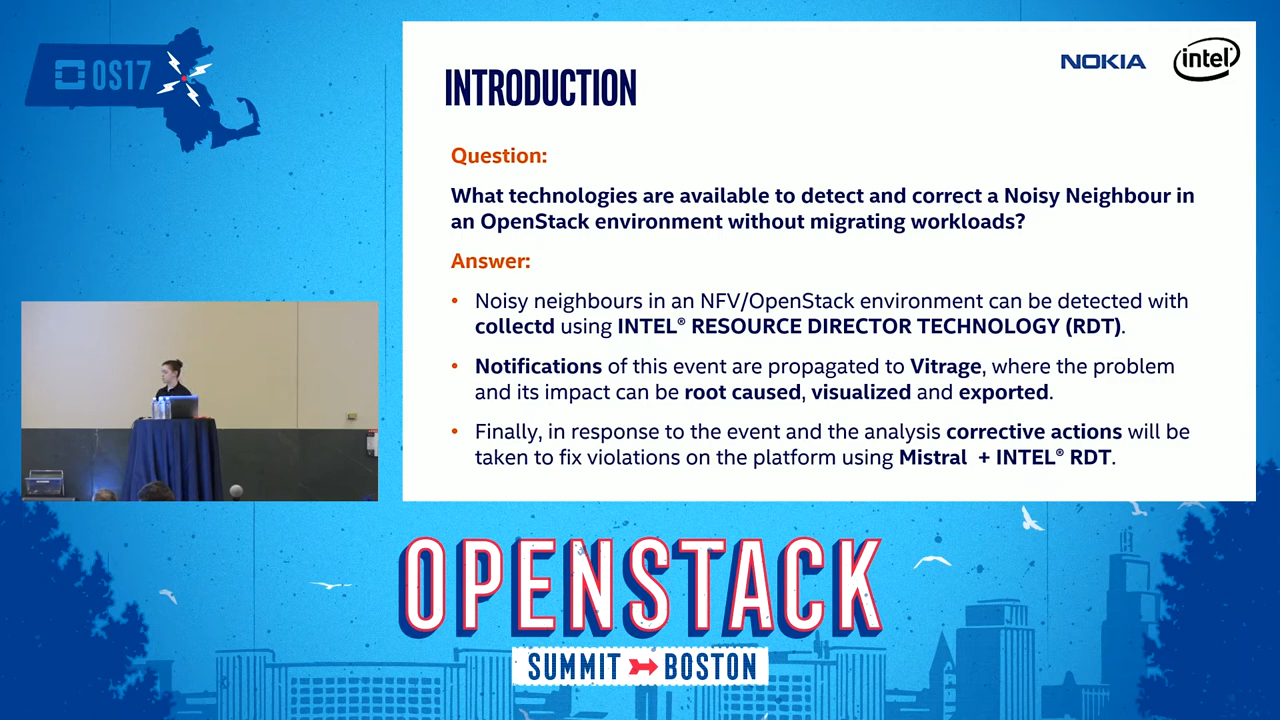 OS17
NOKIA
intel
INTRODUCTION
Question:
What technologies are available to detect and correct a Noisy Neighbour in
an OpenStack environment without migrating workloads?
Answer:
• Noisy neighbours in an NFV/OpenStack environment can be detected with
collectd using INTEL® RESOURCE DIRECTOR TECHNOLOGY (RDT).
• Notifications of this event are propagated to Vitrage, where the problem
and its impact can be root caused, visualized and exported.
• Finally, in response to the event and the analysis corrective actions will be
taken to fix violations on the platform using Mistral + INTEL® RDT.
OPENSTACK
SUMMIT BOSTON